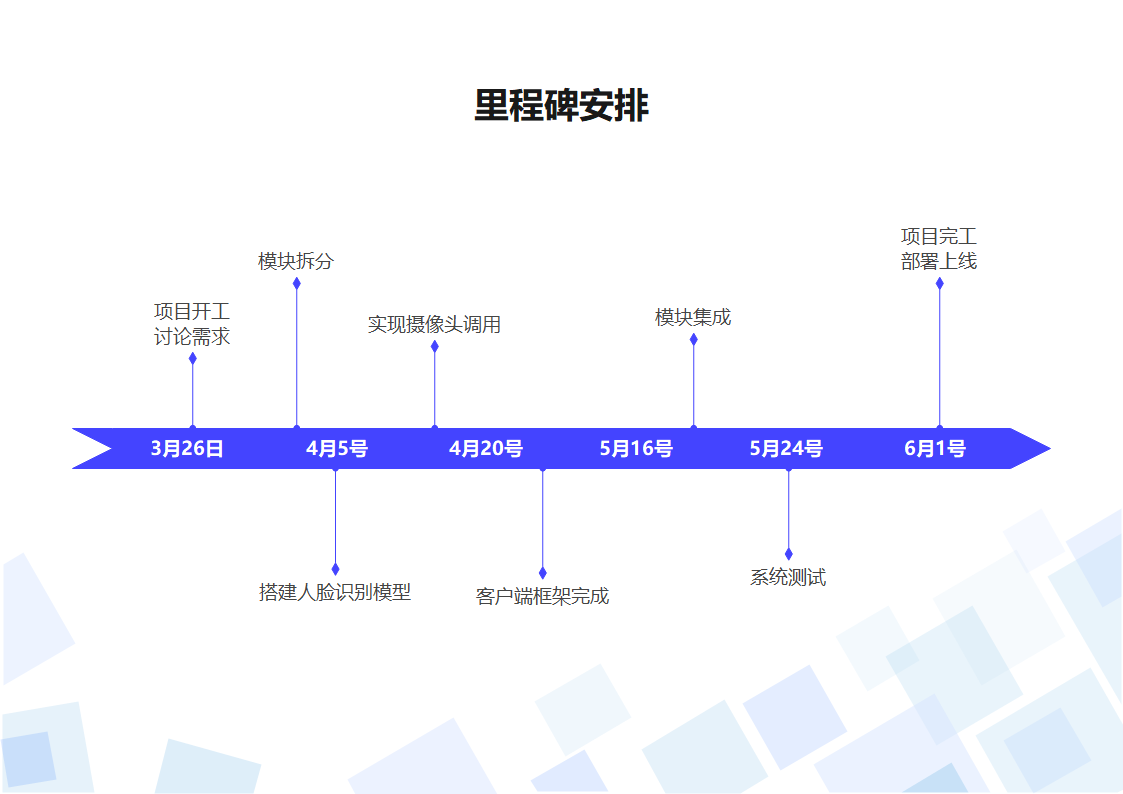 里程碑安排
项目完工
部署上线
模块拆分
项目开工
讨论需求
实现摄像头调用
模块集成
3月26日
4月5号
4月20号
5月16号
5月24号
6月1号
搭建人脸识别模型
客户端框架完成
系统测试